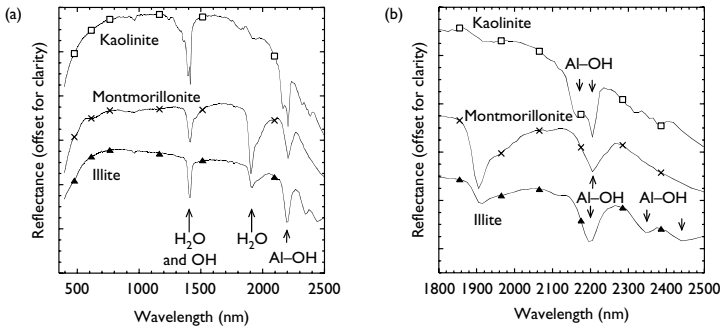 (a)
Kaolinite
Montmorillonite
Illite
H2O
and OH
H2O
Al–OH
Reflectance (offset for clarity)
500 1000 1500 2000 2500
Wavelength (nm)
(b)
Kaolinite
Al–OH
Montmorillonite
Al–OH
Al–OH
Illite
Reflectance (offset for clarity)
1800 1900 2000 2100 2200 2300 2400 2500
Wavelength (nm)